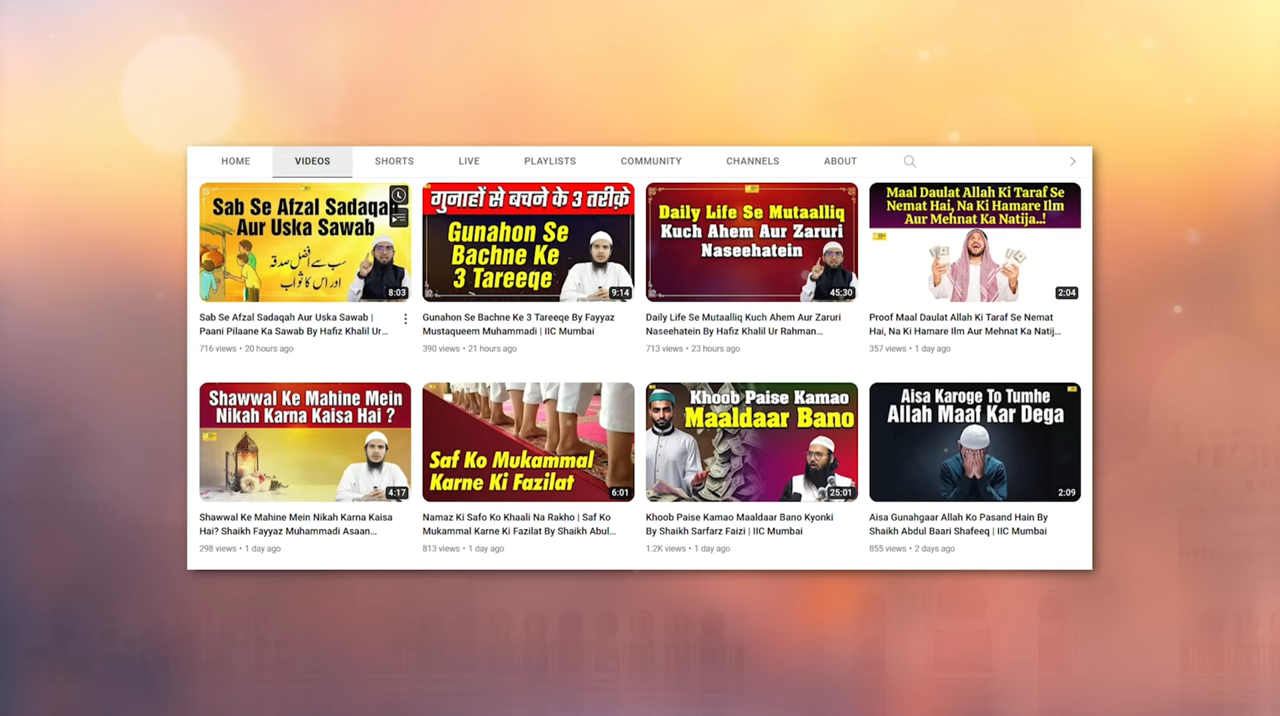 HOME VIDEOS SHORTS LIVE PLAYLISTS COMMUNITY CHANNELS ABOUT
Sab Se Afzal Sadaqah
Aur Uska Sawab
سب سے افضل صدقہ
اور اس کا ثواب
8:03
Sab Se Afzal Sadaqah Aur Uska Sawab |
Paani Pilaane Ka Sawab By Hafiz Khalil Ur...
716 views • 20 hours ago
गुनाहों से बचने के 3 तरीक़े
Gunahon Se
Bachne Ke
3 Tareeqe
9:14
Gunahon Se Bachne Ke 3 Tareeqe By Fayyaz
Mustaqueem Muhammadi | IIC Mumbai
390 views • 21 hours ago
Daily Life Se Mutaalliq
Kuch Ahem Aur Zaruri
Naseehatein
45:30
Daily Life Se Mutaalliq Kuch Ahem Aur Zaruri
Naseehatein By Hafiz Khalil Ur Rahman...
713 views • 23 hours ago
Maal Daulat Allah Ki Taraf Se
Nemat Hai, Na Ki Hamare Ilm
Aur Mehnat Ka Natija..!
2:04
Proof Maal Daulat Allah Ki Taraf Se Nemat
Hai, Na Ki Hamare Ilm Aur Mehnat Ka Natij...
357 views • 1 day ago
Shawwal Ke Mahine Mein
Nikah Karna Kaisa Hai ?
4:17
Shawwal Ke Mahine Mein Nikah Karna Kaisa
Hai? Shaikh Fayyaz Muhammadi Asaan...
298 views • 1 day ago
Saf Ko Mukammal
Karne Ki Fazilat
6:01
Namaz Ki Safo Ko Khaali Na Rakho | Saf Ko
Mukammal Karne Ki Fazilat By Shaikh Abul...
813 views • 1 day ago
Khoob Paise Kamao
Maaldaar Bano
25:01
Khoob Paise Kamao Maaldaar Bano Kyonki
By Shaikh Sarfarz Faizi | IIC Mumbai
1.2K views • 1 day ago
Aisa Karoge To Tumhe
Allah Maaf Kar Dega
2:09
Aisa Gunahgaar Allah Ko Pasand Hain By
Shaikh Abdul Baari Shafeeq | IIC Mumbai
855 views • 2 days ago